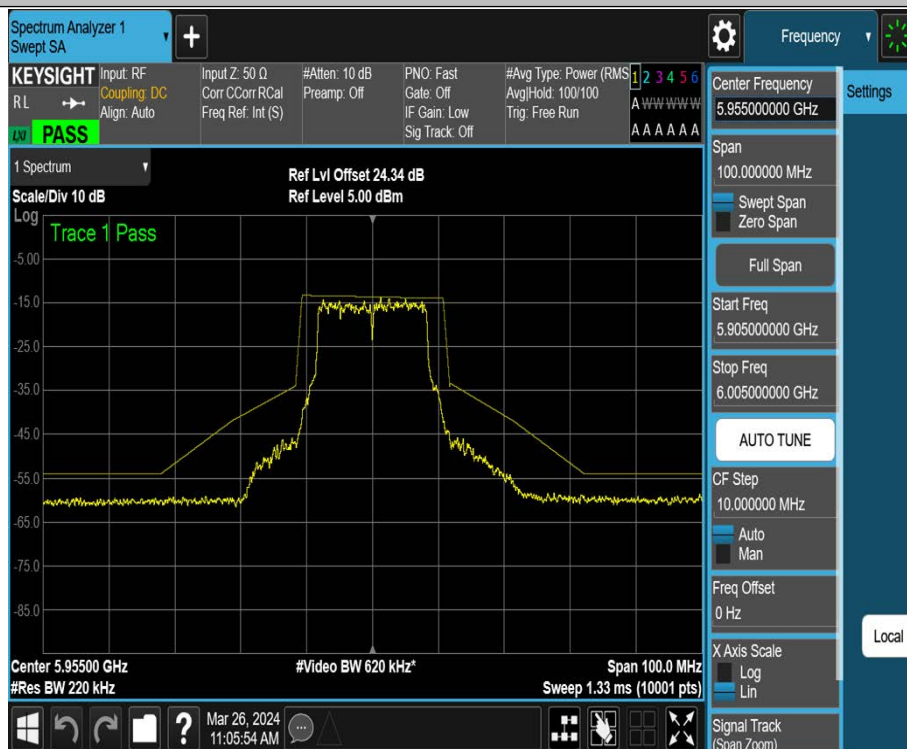 Spectrum Analyzer 1
Swept SA
+
Frequency
KEYSIGHT
RL
LXI
PASS
Input: RF
Coupling: DC
Align: Auto
Input Z: 50 Ω
Corr CCorr RCal
Freq Ref: Int (S)
#Atten: 10 dB
Preamp: Off
PNO: Fast
Gate: Off
IF Gain: Low
Sig Track: Off
#Avg Type: Power (RMS
Avg|Hold: 100/100
Trig: Free Run
1 2 3 4 5 6
A W W W W W
A A A A A A
1 Spectrum
Scale/Div 10 dB
Ref Lvl Offset 24.34 dB
Ref Level 5.00 dBm
Log
Trace 1 Pass
-5.00
-15.0
-25.0
-35.0
-45.0
-55.0
-65.0
-75.0
-85.0
Center 5.95500 GHz
#Res BW 220 kHz
#Video BW 620 kHz*
Span 100.0 MHz
Sweep 1.33 ms (10001 pts)
?
Mar 26, 2024
11:05:54 AM
Center Frequency
5.955000000 GHz
Span
100.000000 MHz
Swept Span
Zero Span
Full Span
Start Freq
5.905000000 GHz
Stop Freq
6.005000000 GHz
AUTO TUNE
CF Step
10.000000 MHz
Auto
Man
Freq Offset
0 Hz
X Axis Scale
Log
Lin
Signal Track
(Span Zoom)
Settings
Local